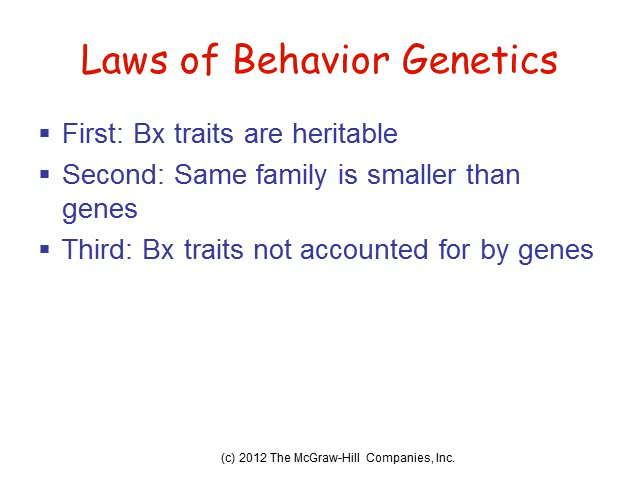 Laws of Behavior Genetics
▪ First: Bx traits are heritable
▪ Second: Same family is smaller than
genes
▪ Third: Bx traits not accounted for by genes
(c) 2012 The McGraw-Hill Companies, Inc.